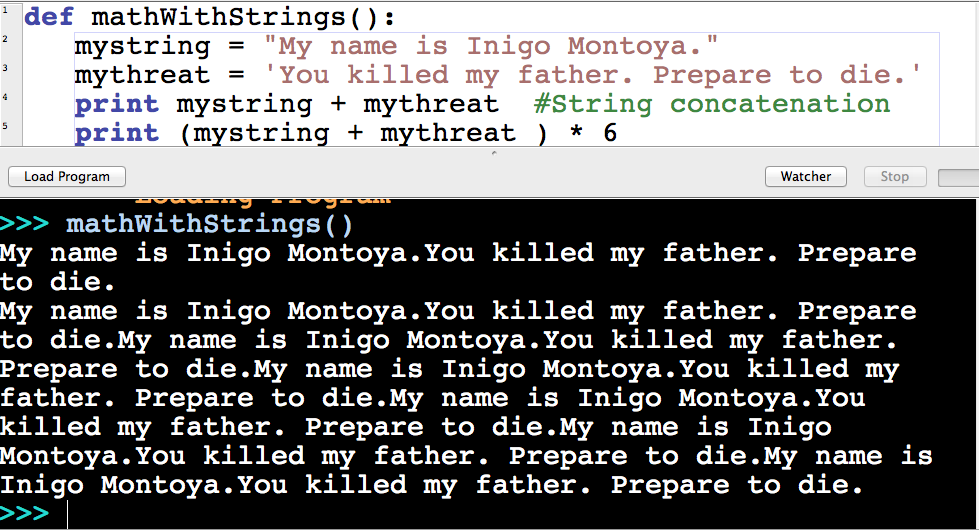 1 def mathWithStrings():
2 mystring = "My name is Inigo Montoya."
3 mythreat = 'You killed my father. Prepare to die.'
4 print mystring + mythreat  #String concatenation
5 print (mystring + mythreat ) * 6
Load Program Watcher Stop
Loading Program
>>> mathWithStrings()
My name is Inigo Montoya.You killed my father. Prepare
to die.
My name is Inigo Montoya.You killed my father. Prepare
to die.My name is Inigo Montoya.You killed my father.
Prepare to die.My name is Inigo Montoya.You killed my
father. Prepare to die.My name is Inigo Montoya.You
killed my father. Prepare to die.My name is Inigo
Montoya.You killed my father. Prepare to die.My name is
Inigo Montoya.You killed my father. Prepare to die.
>>>